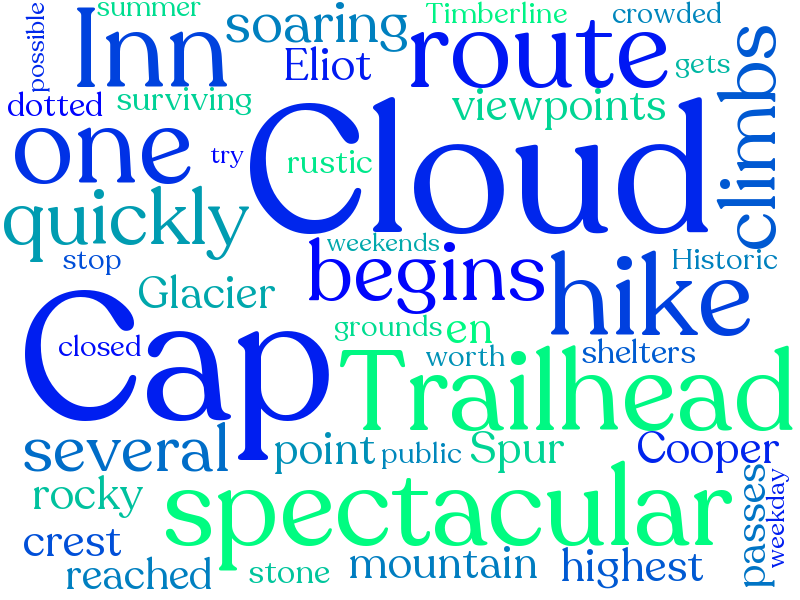 possible
summer
Inn
soaring
Timberline
crowded
Eliot
route
gets
climbs
dotted
surviving
viewpoints
one
try
rustic
Cloud
quickly
weekends
stop
begins
Historic
Glacier
hike
Cap
closed
grounds
en
worth
shelters
Trailhead
several
point
public
Spur
Cooper
rocky
spectacular
passes
weekday
crest
reached
stone
mountain
highest